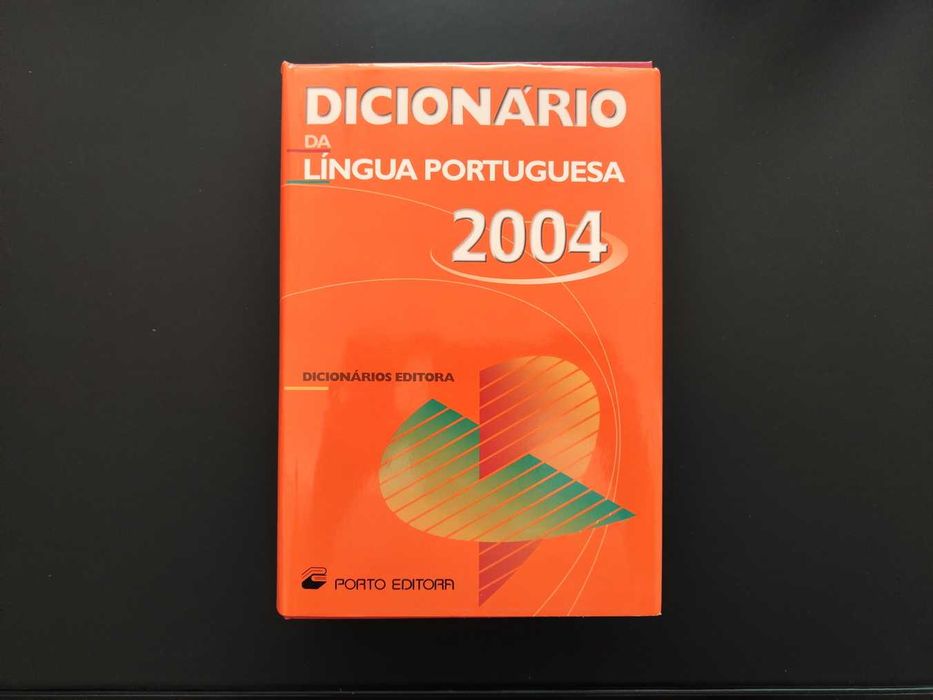 DICIONÁRIO
DA
LÍNGUA PORTUGUESA
2004
DICIONÁRIOS EDITORA
PORTO EDITORA